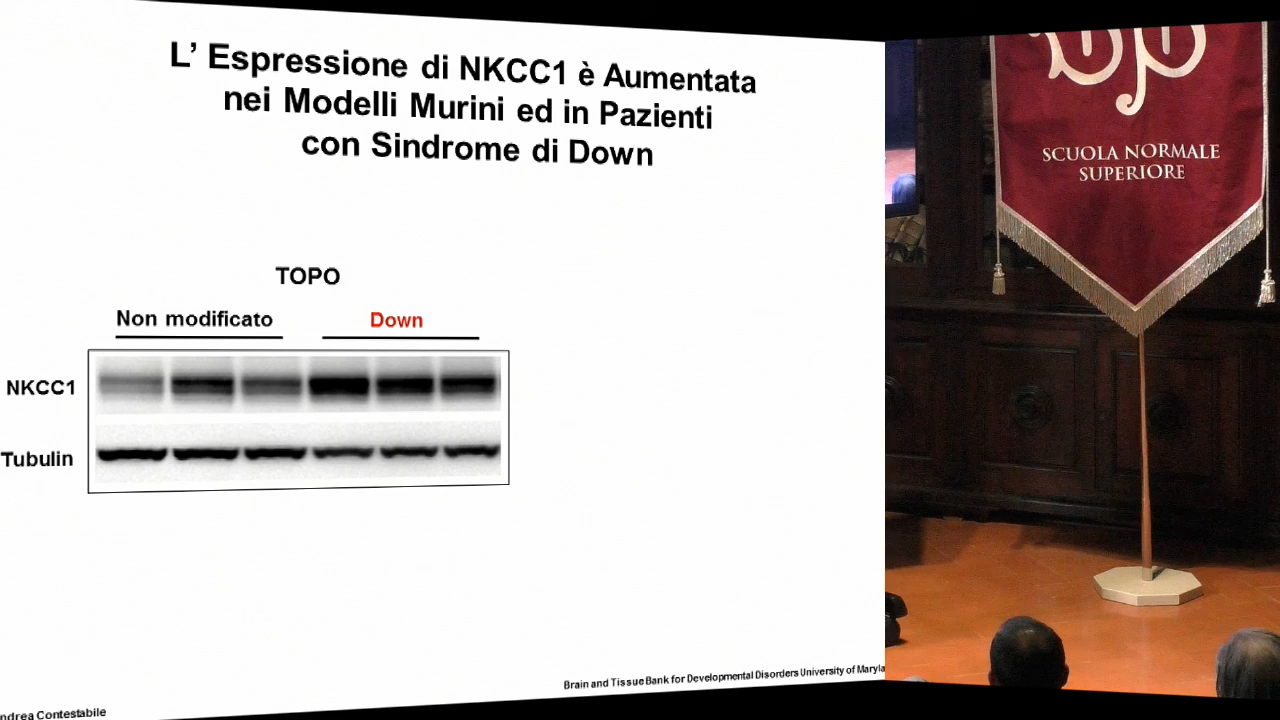 L’ Espressione di NKCC1 è Aumentata
nei Modelli Murini ed in Pazienti
con Sindrome di Down
TOPO
Non modificato
Down
NKCC1
Tubulin
Brain and Tissue Bank for Developmental Disorders University of Maryla
ndrea Contestabile
SCUOLA NORMALE
SUPERIORE